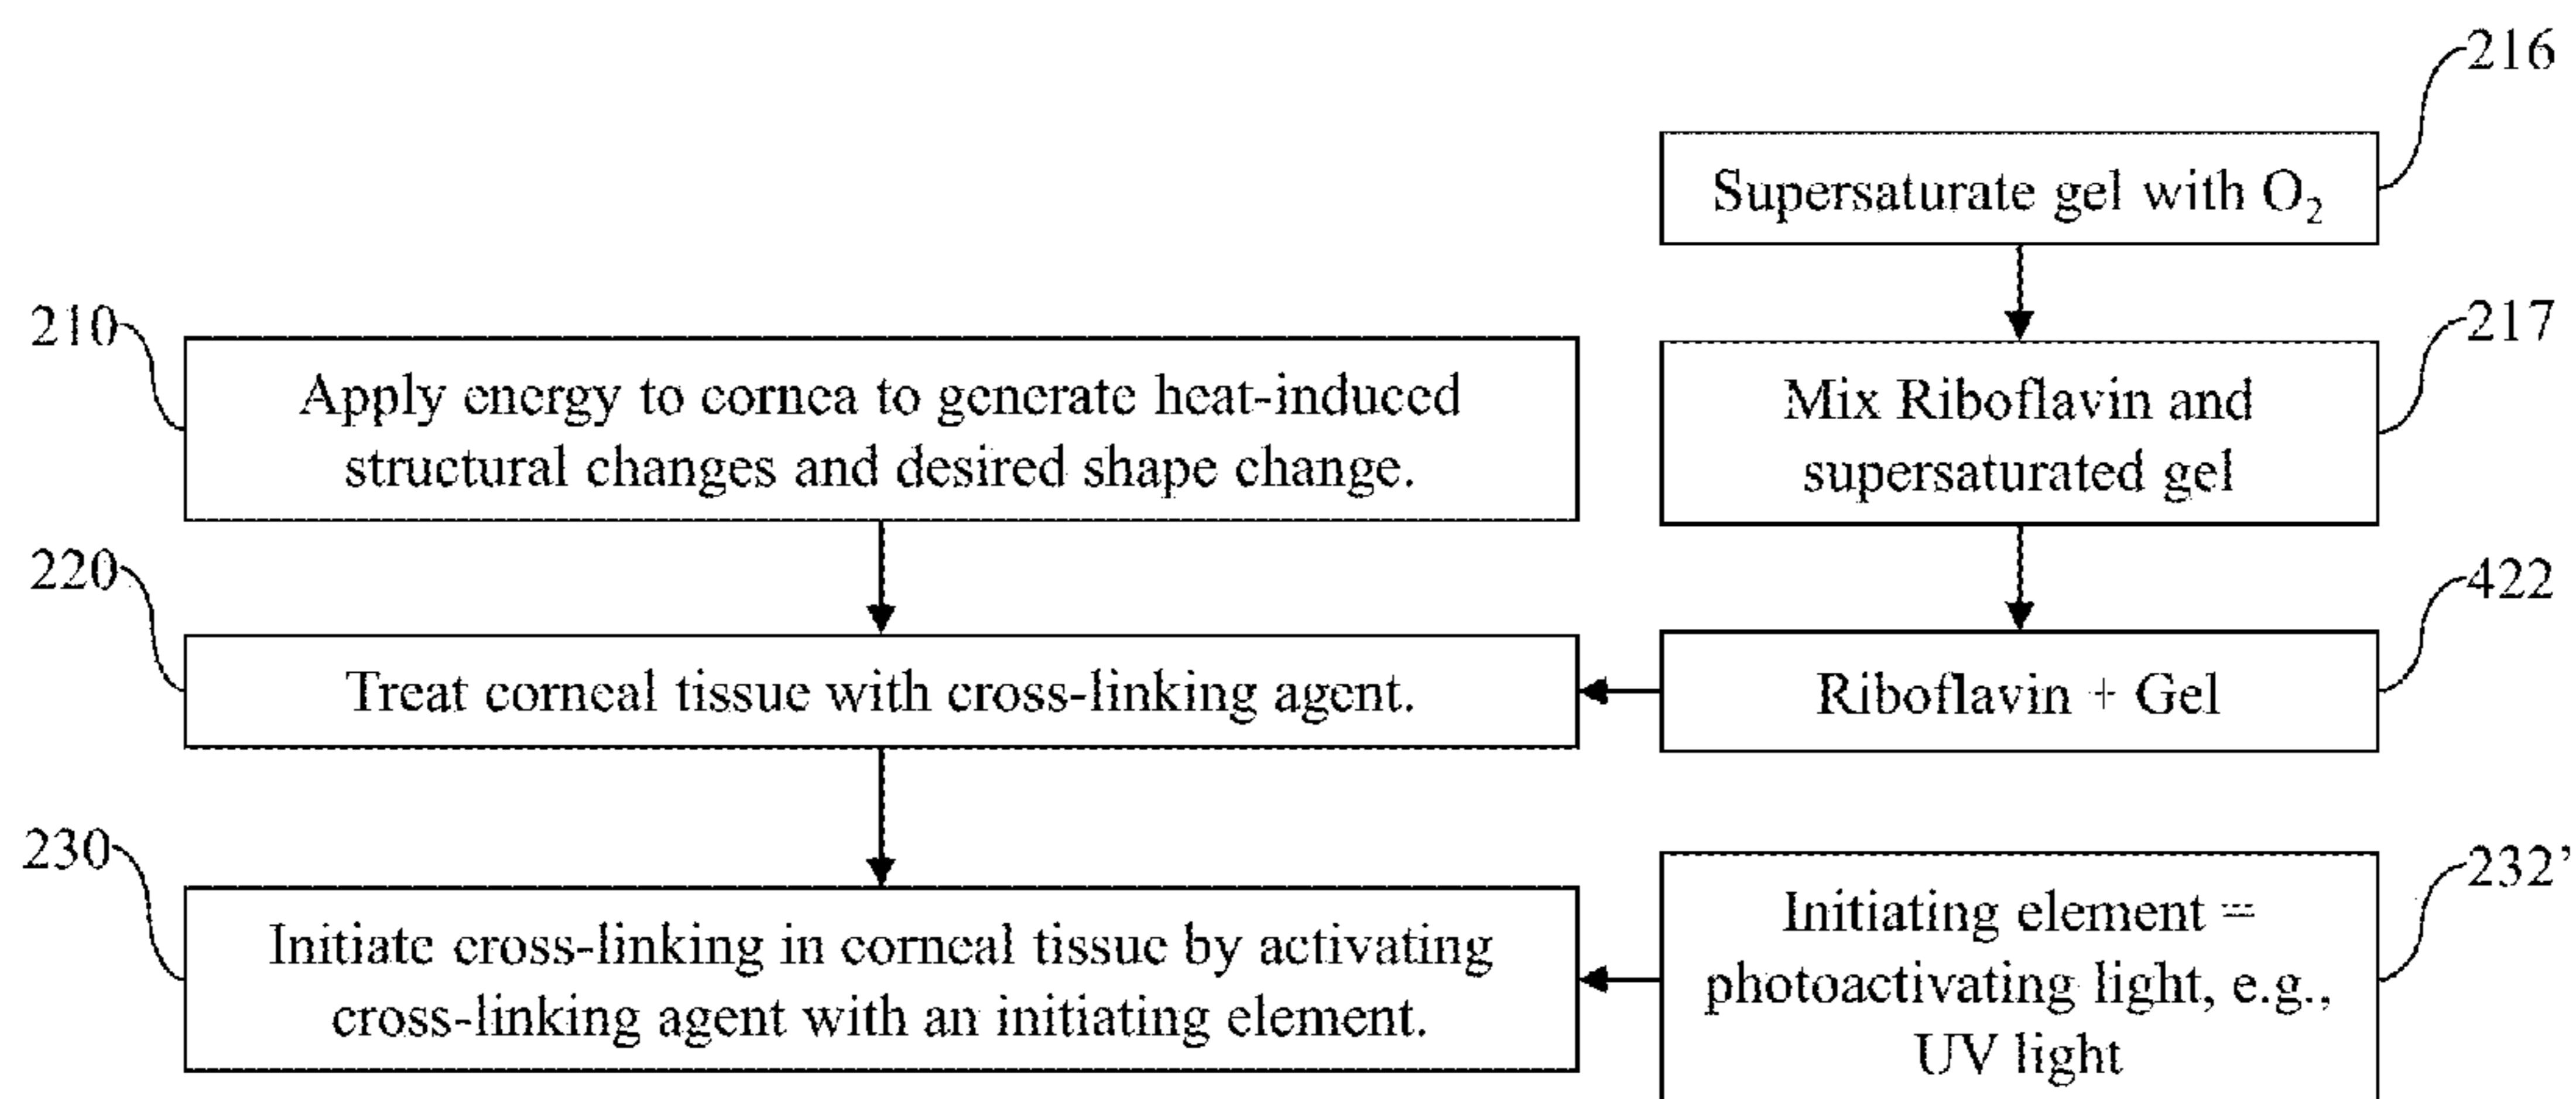 216
Supersaturate gel with O₂
210
217
Apply energy to cornea to generate heat-induced
structural changes and desired shape change.
Mix Riboflavin and
supersaturated gel
220
422
Treat corneal tissue with cross-linking agent.
Riboflavin + Gel
230
232'
Initiate cross-linking in corneal tissue by activating
cross-linking agent with an initiating element.
Initiating element =
photoactivating light, e.g.,
UV light